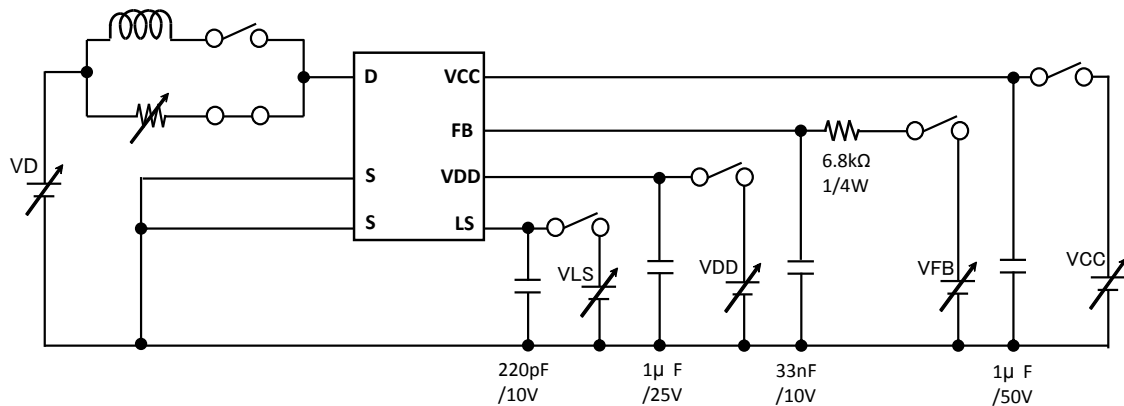 D
VCC
FB
VD
6.8kΩ
1/4W
S
VDD
S
LS
VLS
VDD
VFB
VCC
220pF
/10V
1μ F
/25V
33nF
/10V
1μ F
/50V